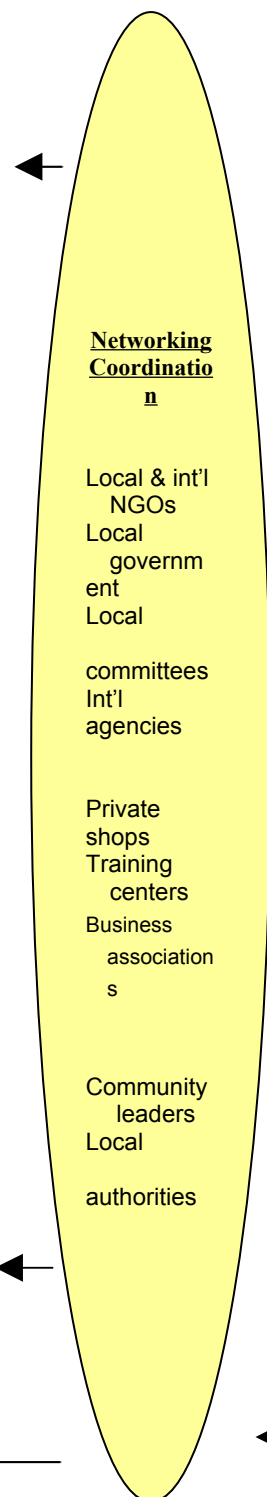 Networking
Coordinatio
n
Local & int'l
NGOs
Local
governm
ent
Local
committees
Int'l
agencies
Private
shops
Training
centers
Business
association
s
Community
leaders
Local
authorities